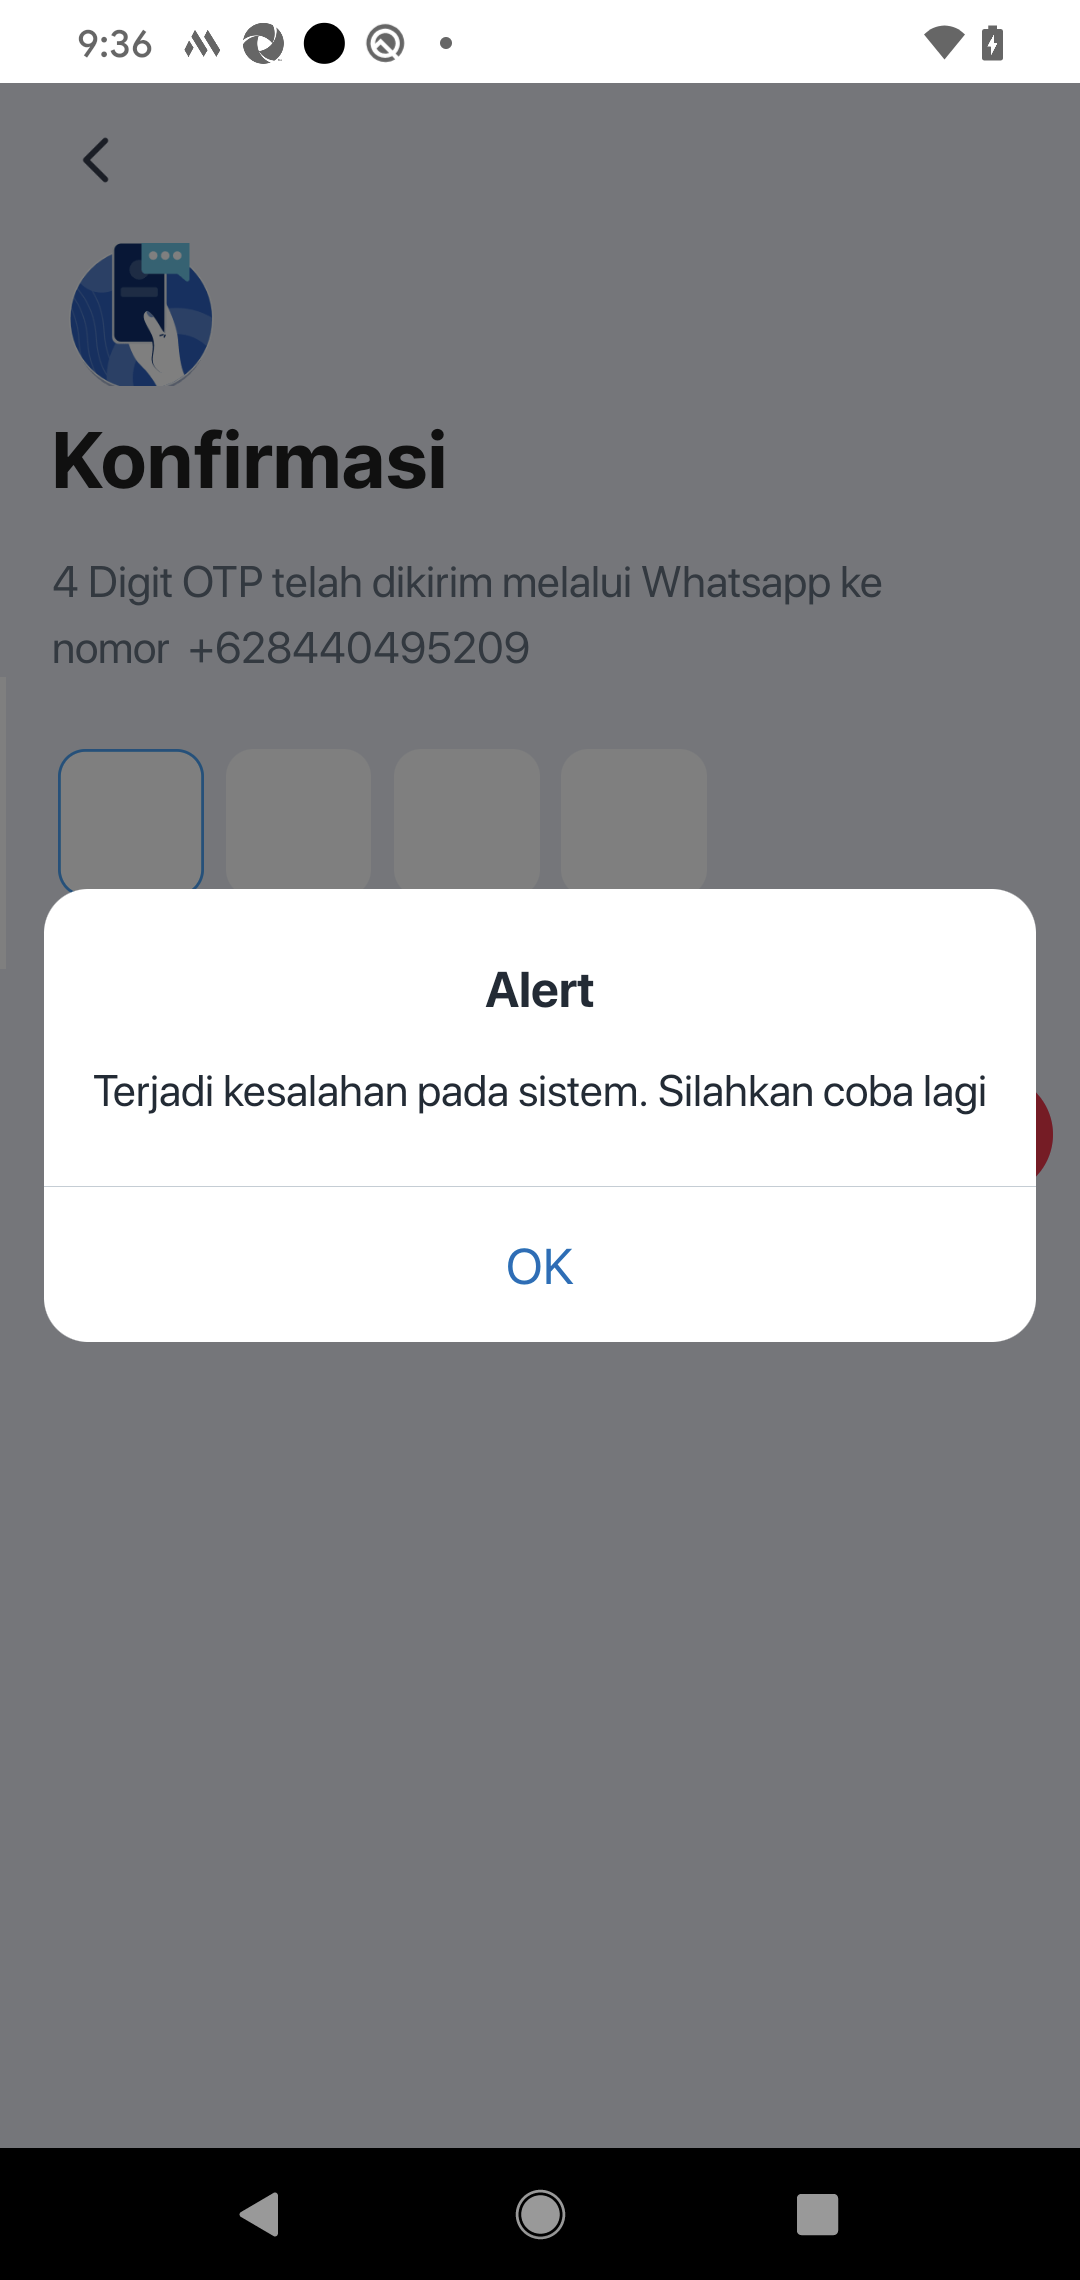 9:36
Konfirmasi
4 Digit OTP telah dikirim melalui Whatsapp ke
nomor +628440495209
Alert
Terjadi kesalahan pada sistem. Silahkan coba lagi
OK